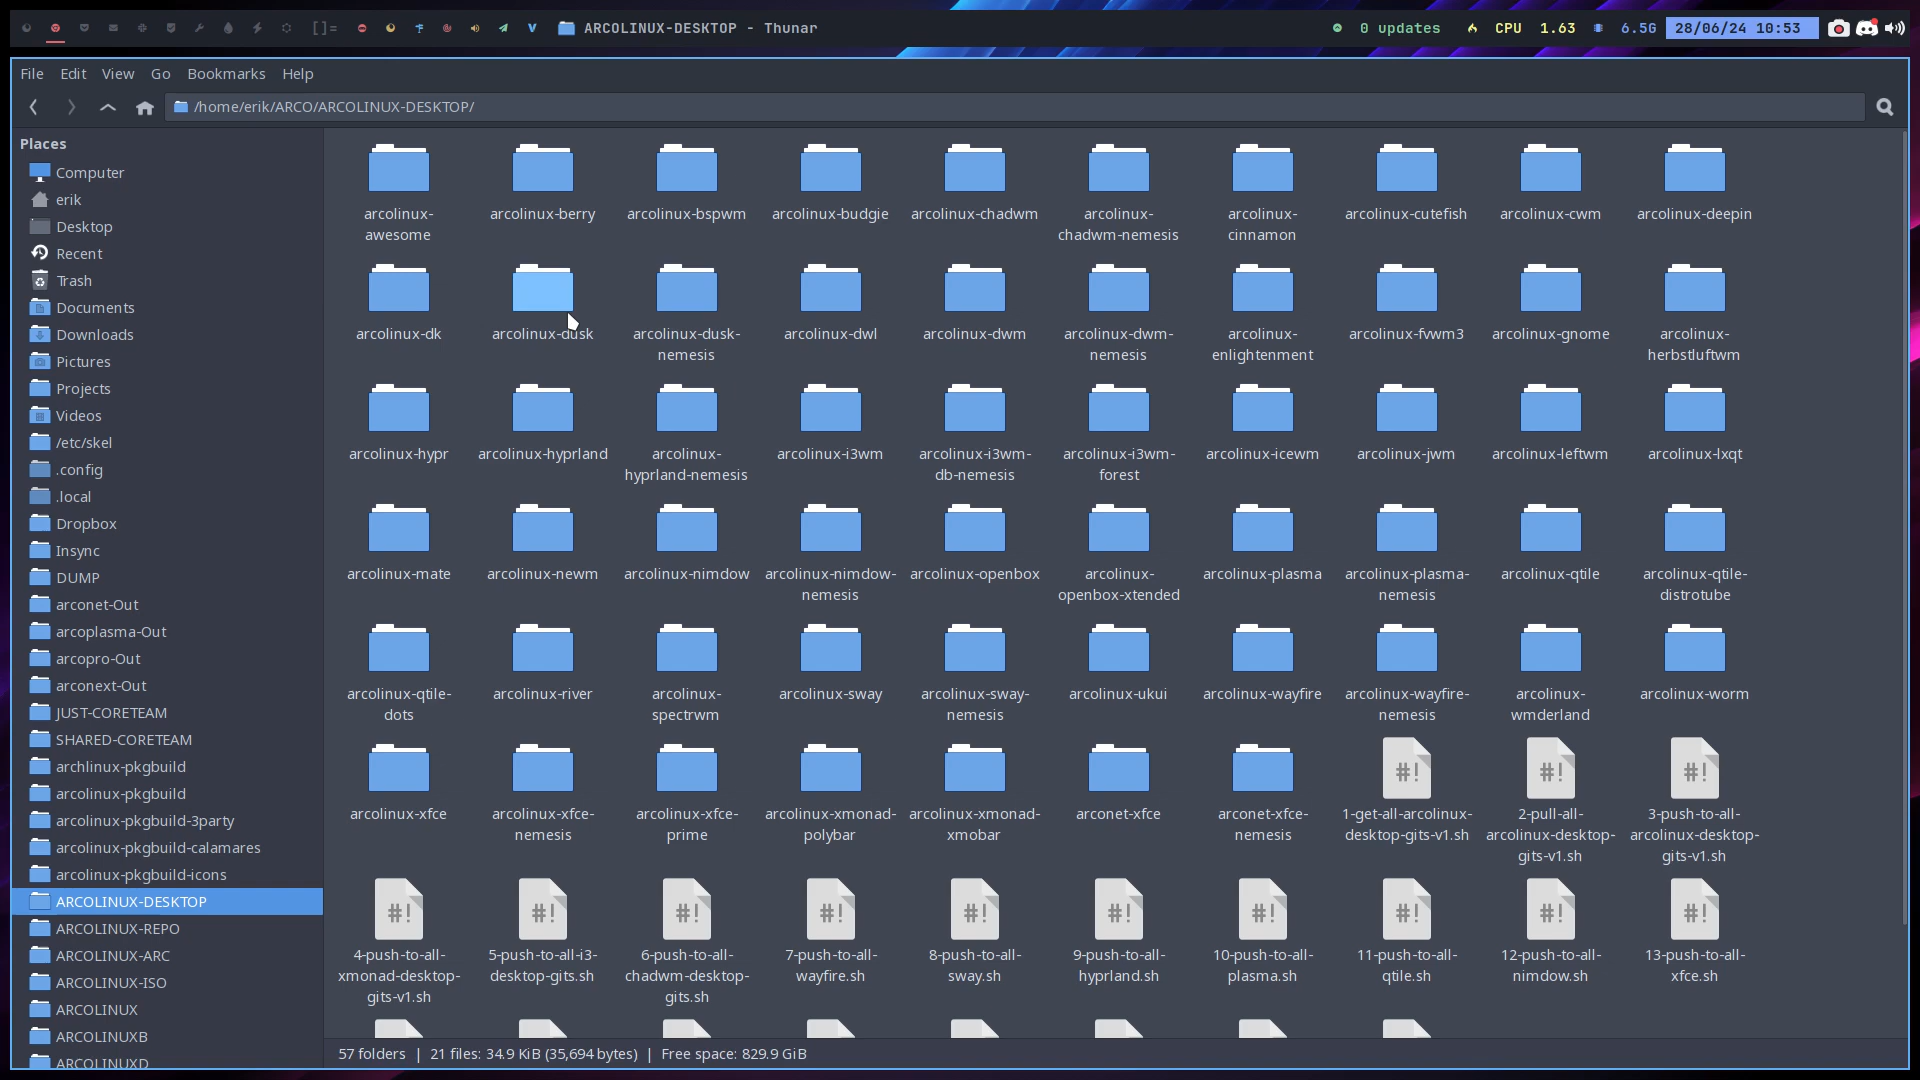 []= ARCOLINUX-DESKTOP - Thunar 0 updates CPU 1.63 6.5G 28/06/24 10:53
File Edit View Go Bookmarks Help
/home/erik/ARCO/ARCOLINUX-DESKTOP/
Places
Computer
erik
Desktop
Recent
Trash
Documents
Downloads
Pictures
Projects
Videos
/etc/skel
.config
.local
Dropbox
Insync
DUMP
arconet-Out
arcoplasma-Out
arcopro-Out
arconext-Out
JUST-CORETEAM
SHARED-CORETEAM
archlinux-pkgbuild
arcolinux-pkgbuild
arcolinux-pkgbuild-3party
arcolinux-pkgbuild-calamares
arcolinux-pkgbuild-icons
ARCOLINUX-DESKTOP
ARCOLINUX-REPO
ARCOLINUX-ARC
ARCOLINUX-ISO
ARCOLINUX
ARCOLINUXB
ARCOLINUXD
arcolinux-
awesome
arcolinux-berry
arcolinux-bspwm
arcolinux-budgie
arcolinux-chadwm
arcolinux-
chadwm-nemesis
arcolinux-
cinnamon
arcolinux-cutefish
arcolinux-cwm
arcolinux-deepin
arcolinux-dk
arcolinux-dusk
arcolinux-dusk-
nemesis
arcolinux-dwl
arcolinux-dwm
arcolinux-dwm-
nemesis
arcolinux-
enlightenment
arcolinux-fvwm3
arcolinux-gnome
arcolinux-
herbstluftwm
arcolinux-hypr
arcolinux-hyprland
arcolinux-
hyprland-nemesis
arcolinux-i3wm
arcolinux-i3wm-
db-nemesis
arcolinux-i3wm-
forest
arcolinux-icewm
arcolinux-jwm
arcolinux-leftwm
arcolinux-lxqt
arcolinux-mate
arcolinux-newm
arcolinux-nimdow
arcolinux-nimdow-
nemesis
arcolinux-openbox
arcolinux-
openbox-xtended
arcolinux-plasma
arcolinux-plasma-
nemesis
arcolinux-qtile
arcolinux-qtile-
distrotube
arcolinux-qtile-
dots
arcolinux-river
arcolinux-
spectrwm
arcolinux-sway
arcolinux-sway-
nemesis
arcolinux-ukui
arcolinux-wayfire
arcolinux-wayfire-
nemesis
arcolinux-
wmderland
arcolinux-worm
arcolinux-xfce
arcolinux-xfce-
nemesis
arcolinux-xfce-
prime
arcolinux-xmonad-
polybar
arcolinux-xmonad-
xmobar
arconet-xfce
arconet-xfce-
nemesis
#!
1-get-all-arcolinux-
desktop-gits-v1.sh
#!
2-pull-all-
arcolinux-desktop-
gits-v1.sh
#!
3-push-to-all-
arcolinux-desktop-
gits-v1.sh
#!
4-push-to-all-
xmonad-desktop-
gits-v1.sh
#!
5-push-to-all-i3-
desktop-gits.sh
#!
6-push-to-all-
chadwm-desktop-
gits.sh
#!
7-push-to-all-
wayfire.sh
#!
8-push-to-all-
sway.sh
#!
9-push-to-all-
hyprland.sh
#!
10-push-to-all-
plasma.sh
#!
11-push-to-all-
qtile.sh
#!
12-push-to-all-
nimdow.sh
#!
13-push-to-all-
xfce.sh
57 folders | 21 files: 34.9 KiB (35,694 bytes) | Free space: 829.9 GiB